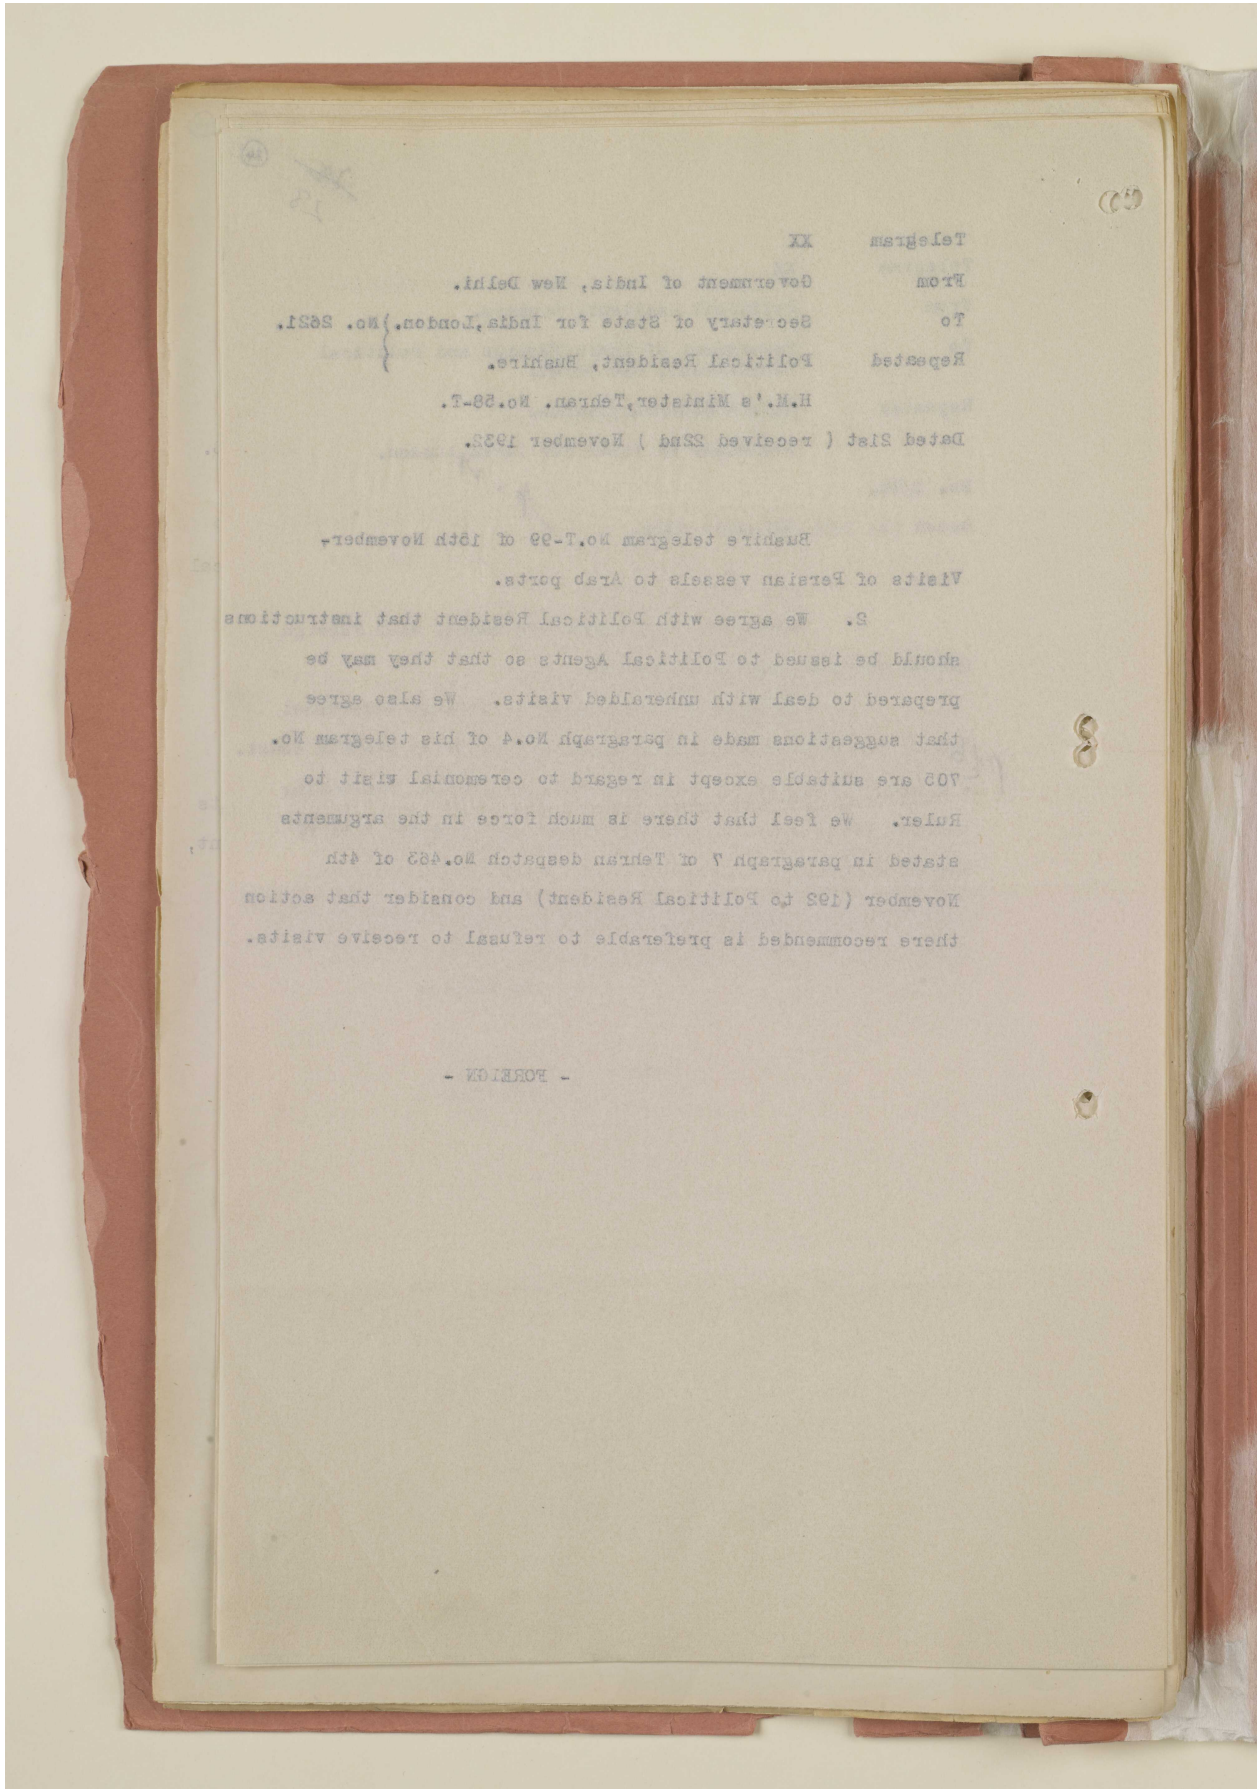 Telegram XX
From Government of India, New Delhi.
To Secretary of State for India,London.) No. 2621.
Repeated Political Resident, Bushire.
H.M.'s Minister,Tehran. No.58-T.
Dated 21st ( received 22nd ) November 1932.
Bushire telegram No.T-99 of 15th November-
Visits of Persian vessels to Arab ports.
2. We agree with Political Resident that instructions
should be issued to Political Agents so that they may be
prepared to deal with unheralded visits. We also agree
that suggestions made in paragraph No.4 of his telegram No.
705 are suitable except in regard to ceremonial visit to
Ruler. We feel that there is much force in the arguments
stated in paragraph 7 of Tehran despatch No.463 of 4th
November (192 to Political Resident) and consider that action
there recommended is preferable to refusal to receive visits.
- FOREIGN -